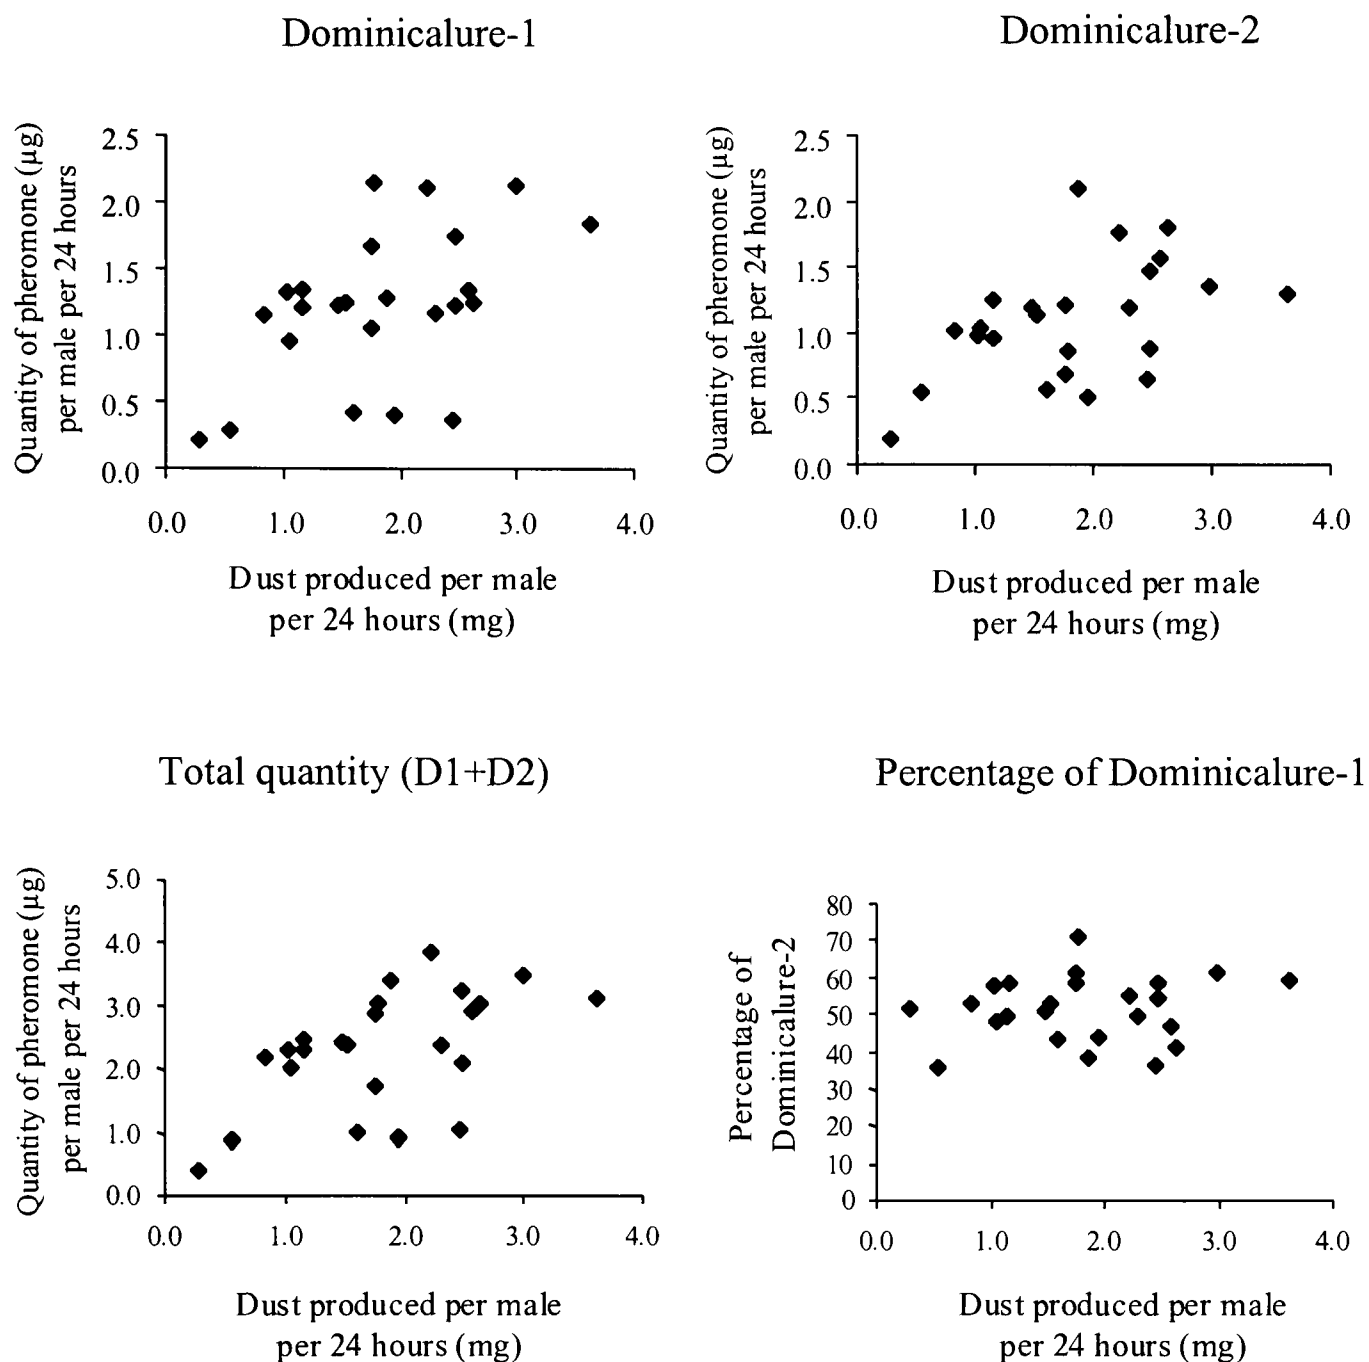 Dominicalure-1
Quantity of pheromone (µg)
per male per 24 hours
2.5
2.0
1.5
1.0
0.5
0.0
0.0 1.0 2.0 3.0 4.0
Dust produced per male
per 24 hours (mg)
Dominicalure-2
Quantity of pheromone (µg)
per male per 24 hours
2.5
2.0
1.5
1.0
0.5
0.0
0.0 1.0 2.0 3.0 4.0
Dust produced per male
per 24 hours (mg)
Total quantity (D1+D2)
Quantity of pheromone (µg)
per male per 24 hours
5.0
4.0
3.0
2.0
1.0
0.0
0.0 1.0 2.0 3.0 4.0
Dust produced per male
per 24 hours (mg)
Percentage of Dominicalure-1
Percentage of
Dominicalure-2
80
70
60
50
40
30
20
10
0
0.0 1.0 2.0 3.0 4.0
Dust produced per male
per 24 hours (mg)